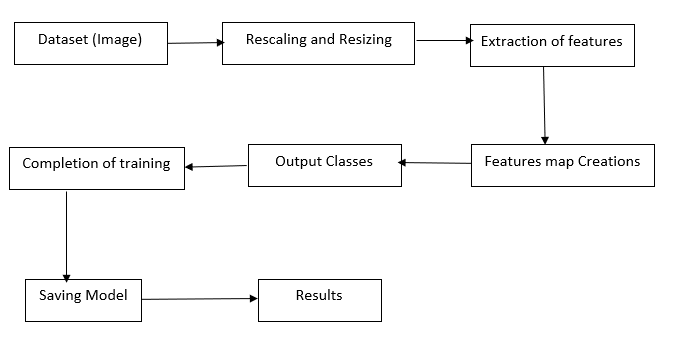 Dataset (Image)
Rescaling and Resizing
Extraction of features
Features map Creations
Output Classes
Completion of training
Saving Model
Results